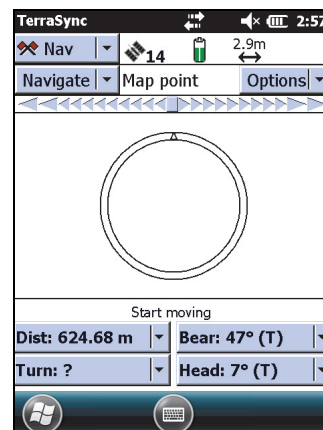 TerraSync 2:57
Nav 14 2.9m
Navigate Map point Options
Start moving
Dist: 624.68 m Bear: 47° (T)
Turn: ? Head: 7° (T)